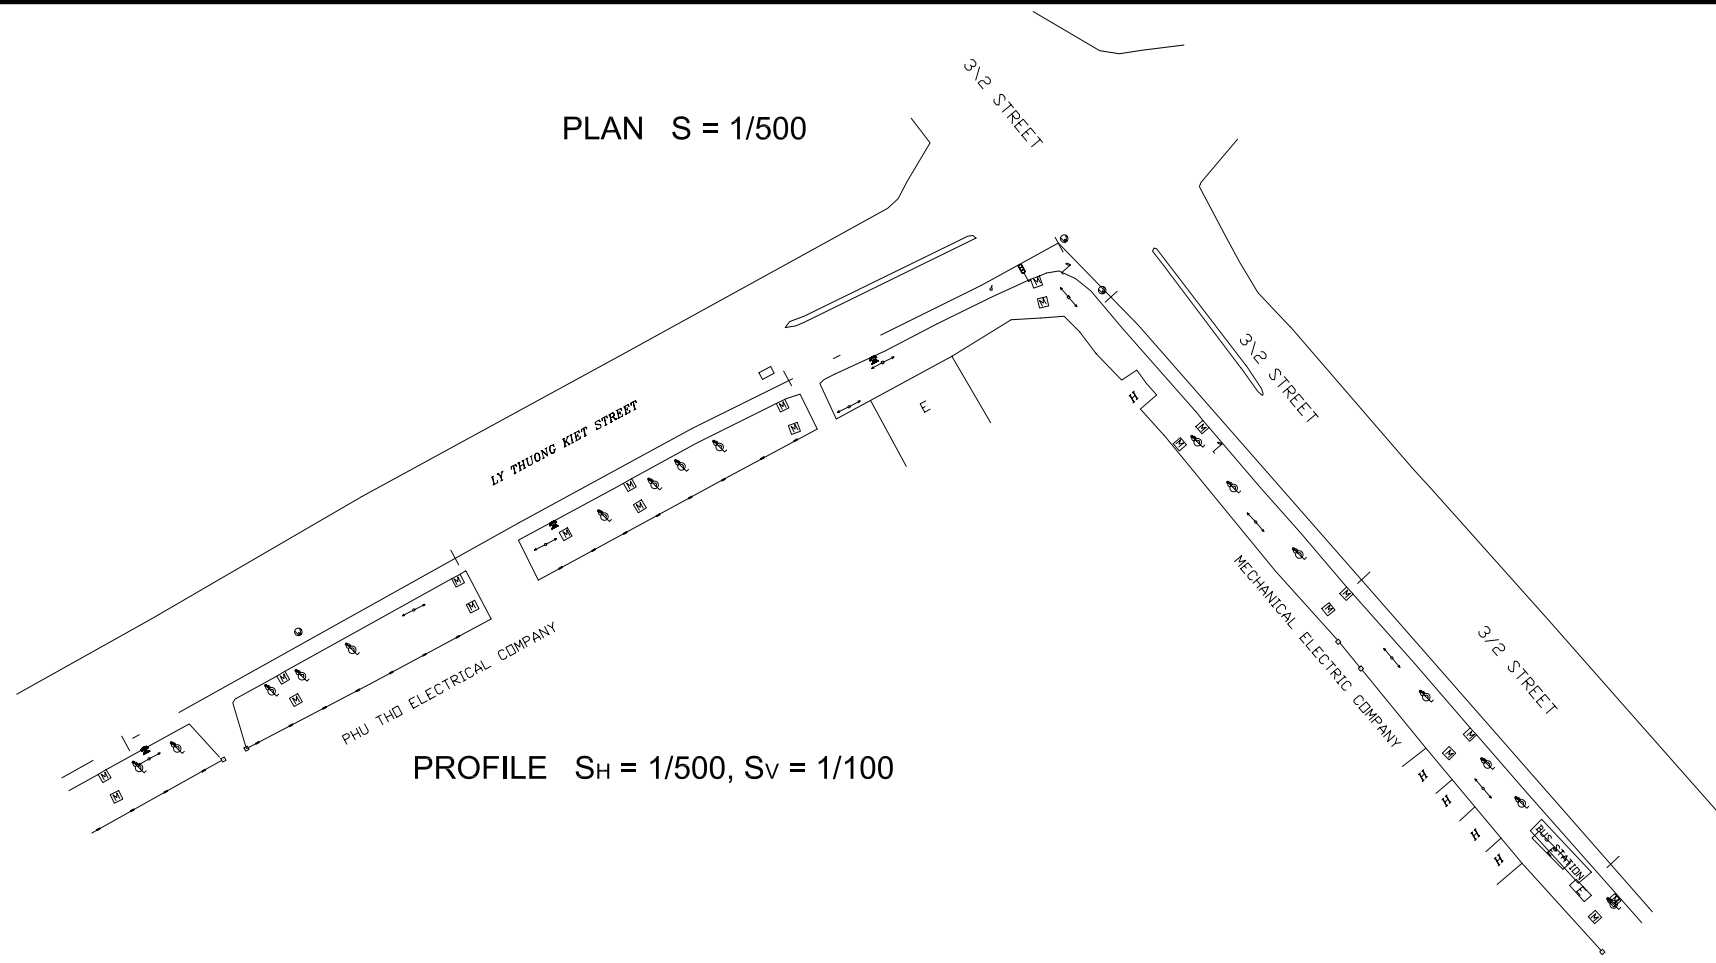 3\2 STREET
PLAN S = 1/500
3\2 STREET
LY THUONG KIET STREET
E
M
M
H
M
M
M
M
M
M
M
M
M
M
MECHANICAL ELECTRIC COMPANY
3/2 STREET
M
M
M
M
PHU THO ELECTRICAL COMPANY
PROFILE SH = 1/500, SV = 1/100
M
M
M
M
H
H
H
H
BUS STATION
E
E
M
M